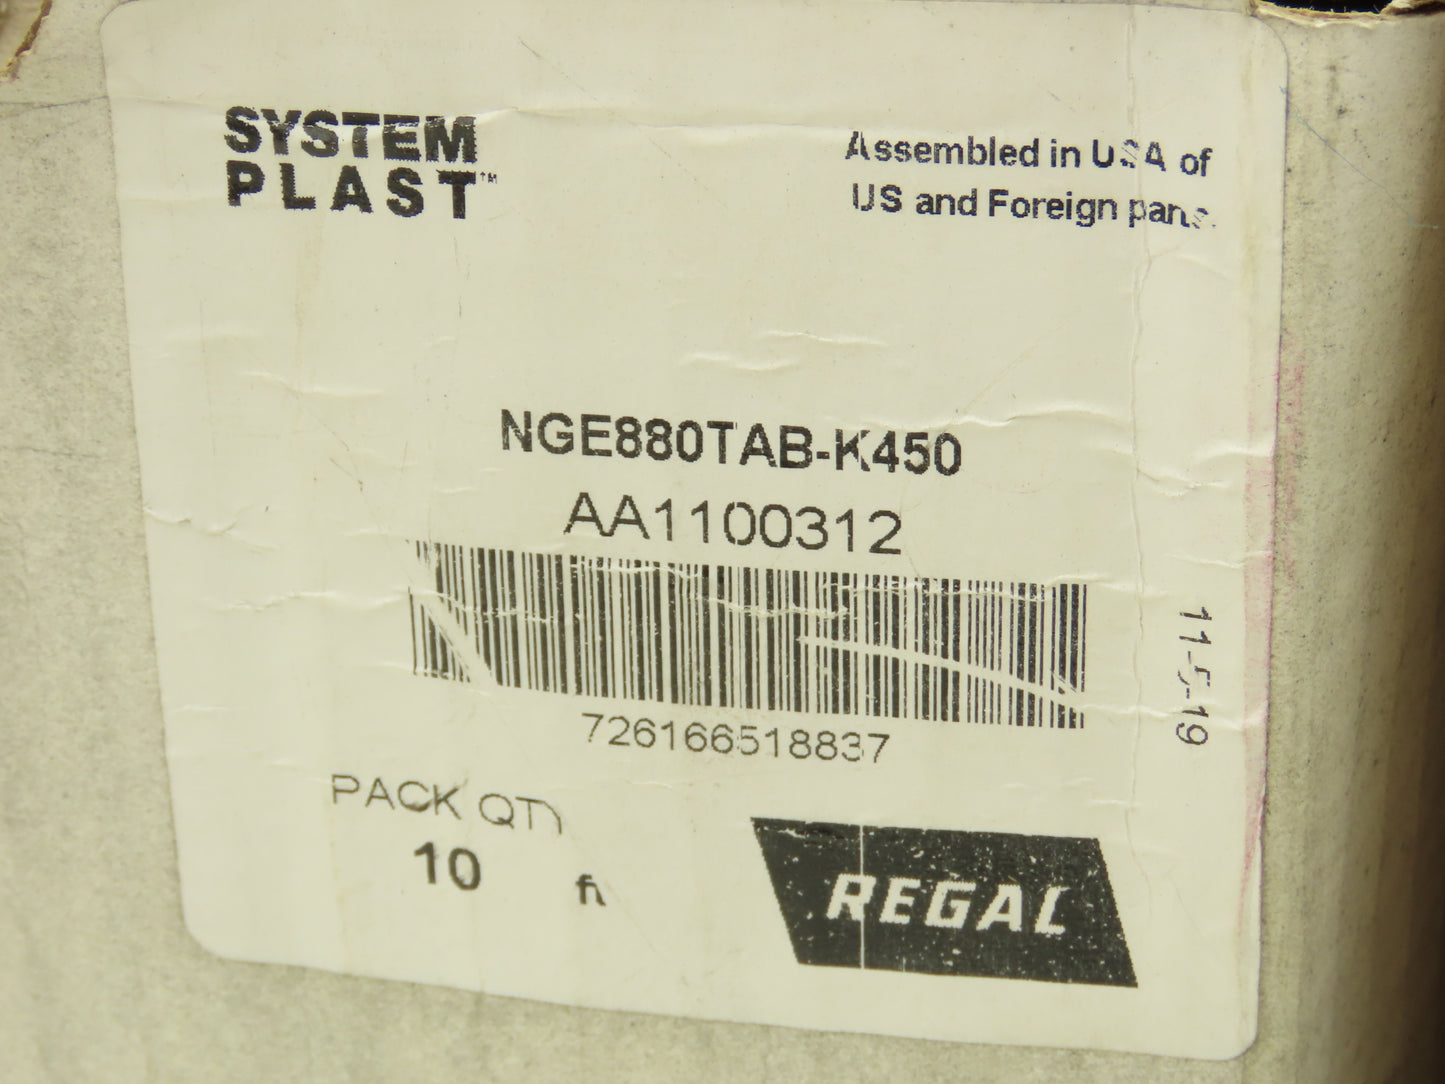 SYSTEM
PLAST™
Assembled in USA of
US and Foreign parts.
NGE880TAB-K450
AA1100312
726166518837
11-5-19
PACK QTY
10 ft
REGAL